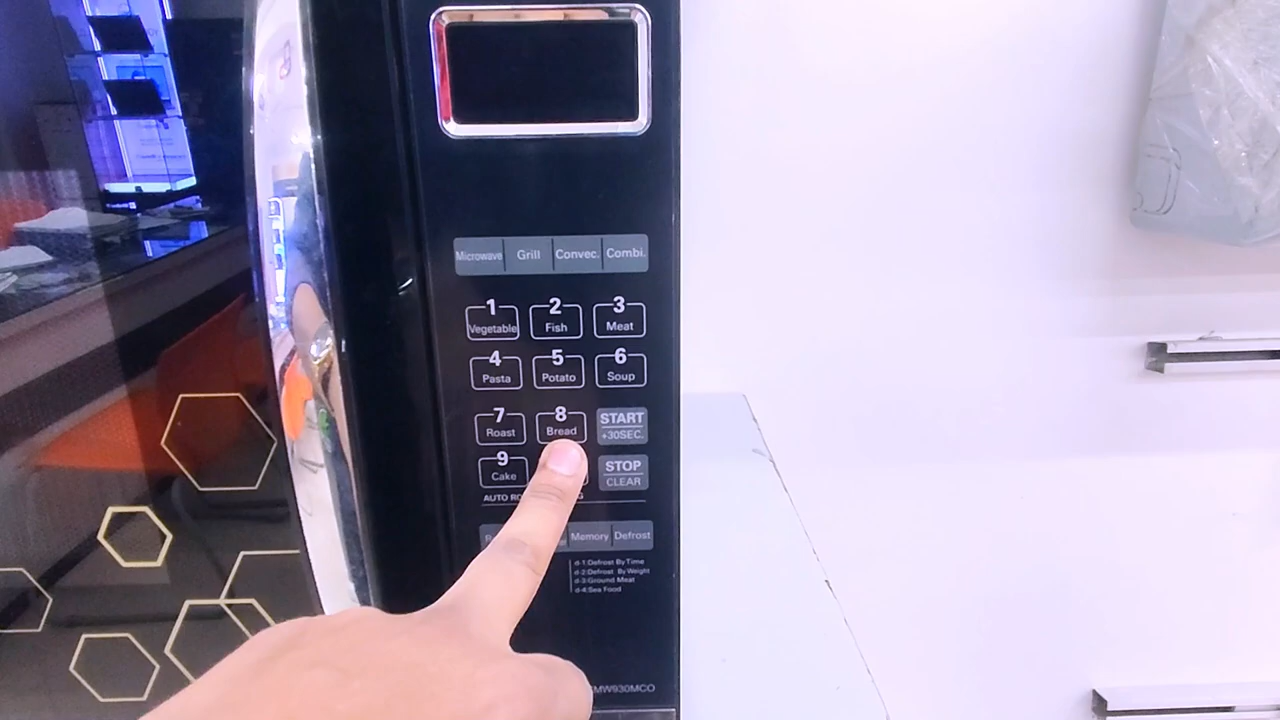 Microwave Grill Convec. Combi.
1 2 3
Vegetable Fish Meat
4 5 6
Pasta Potato Soup
7 8 START
Roast Bread +30SEC.
9 STOP
Cake CLEAR
AUTO
Memory Defrost
d-1:Defrost By Time
d-2:Defrost By Weight
d-3:Ground Meat
d-4:Sea Food
MW930MCO